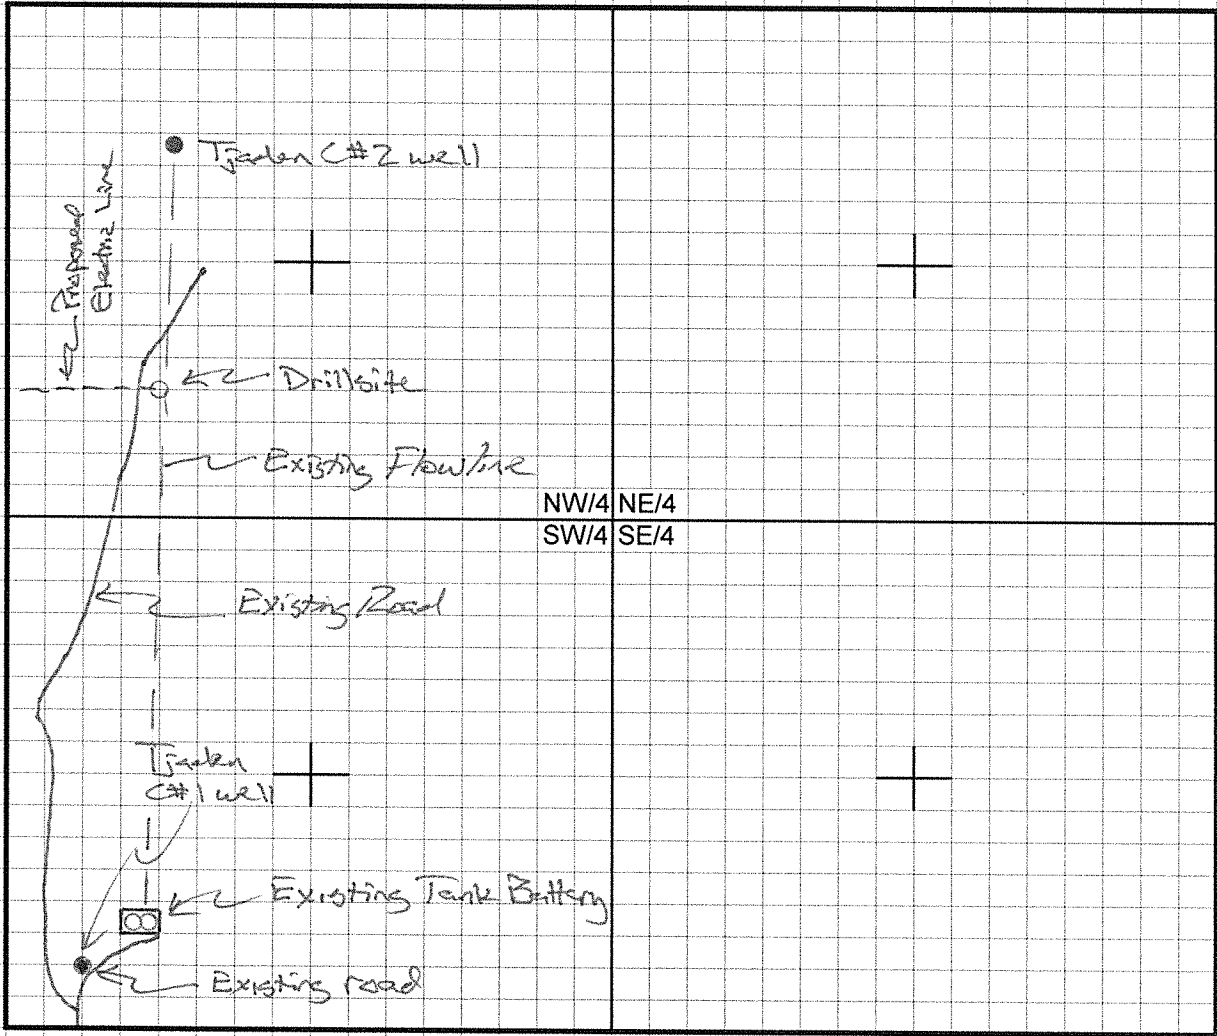 Tjaden C#2 well
Proposed
Electric Line
Drillsite
Existing Flowline
NW/4 NE/4
SW/4 SE/4
Existing Road
Tjaden
C#1 well
Existing Tank Battery
Existing road